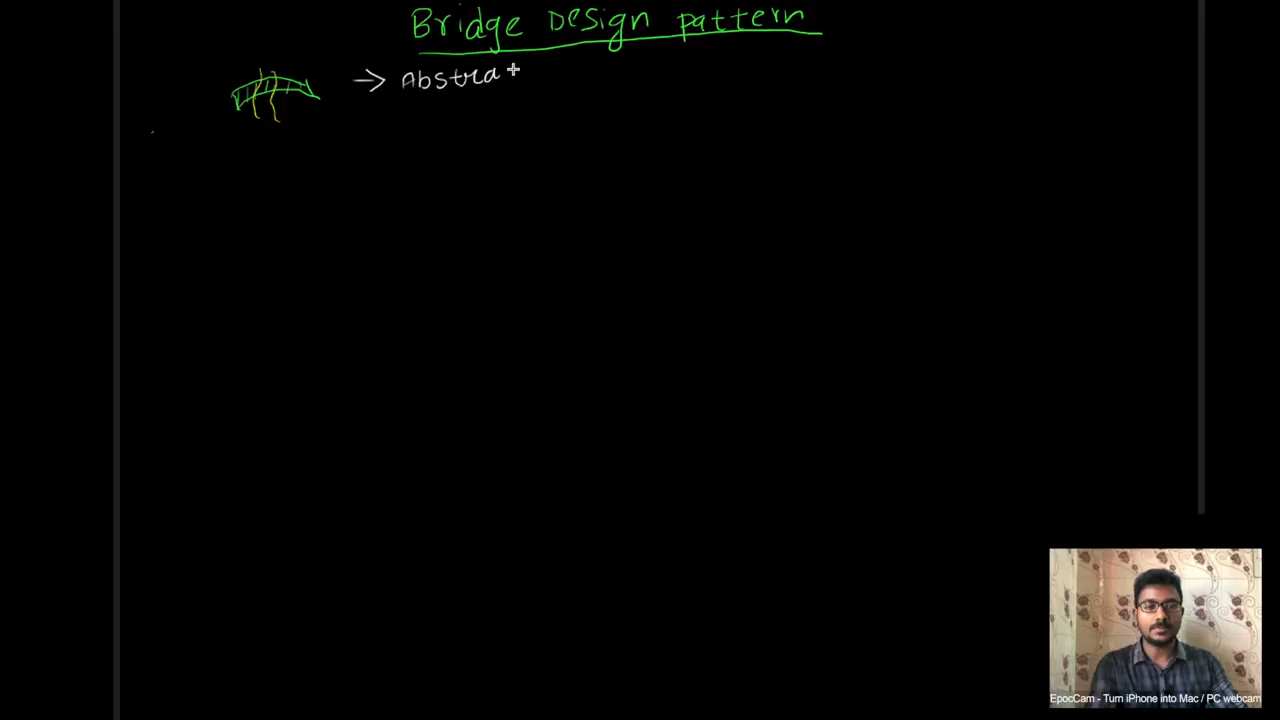 Bridge Design pattern
→ Abstra
EpocCam - Turn iPhone into Mac / PC webcam